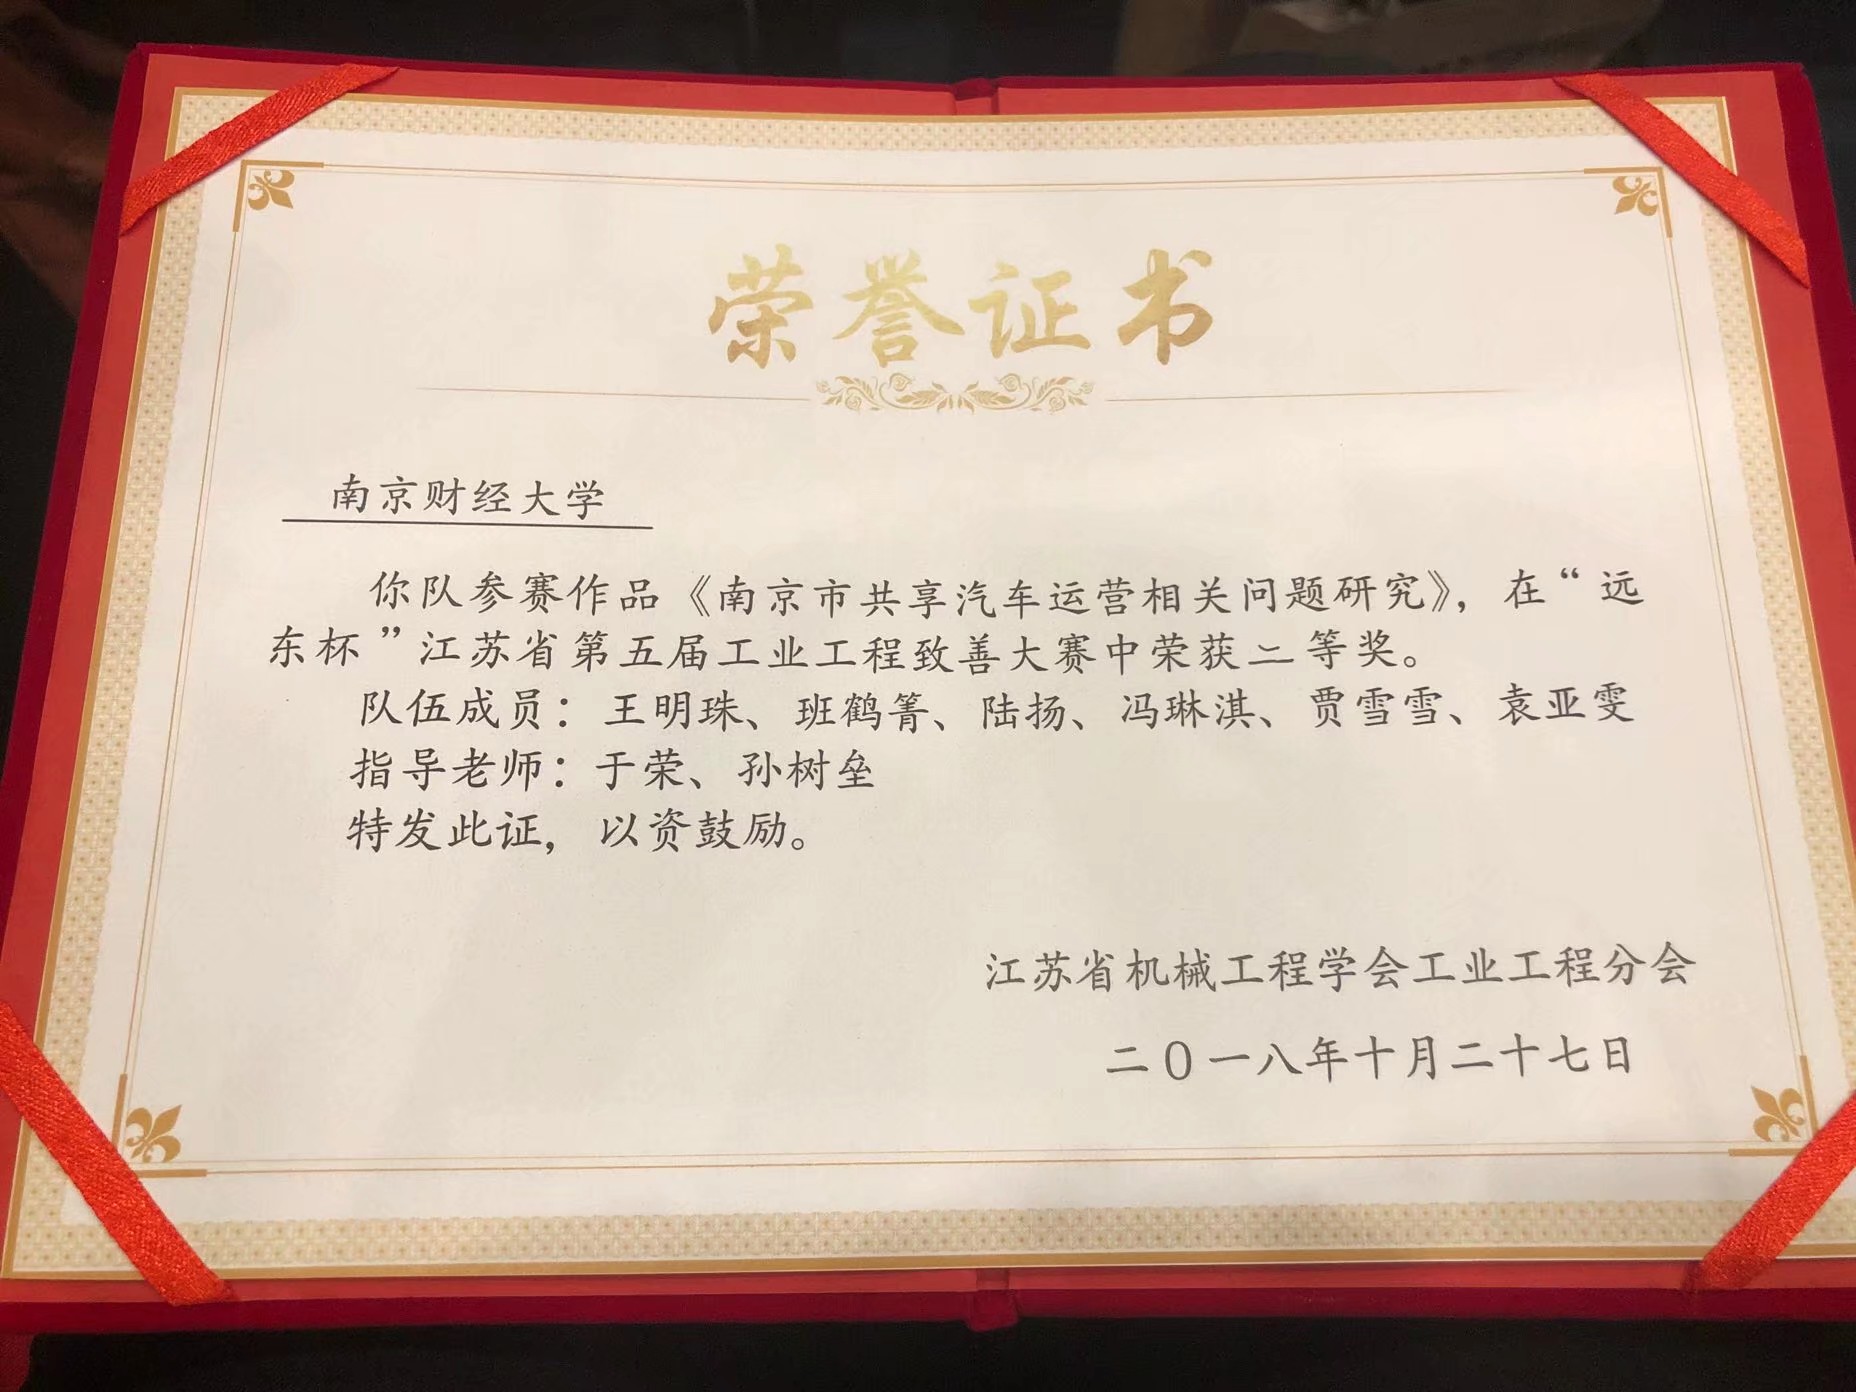 荣誉证书
南京财经大学
你队参赛作品《南京市共享汽车运营相关问题研究》，在“远
东杯”江苏省第五届工业工程致善大赛中荣获二等奖。
队伍成员：王明珠、班鹤箐、陆扬、冯琳淇、贾雪雪、袁亚雯
指导老师：于荣、孙树垒
特发此证，以资鼓励。
江苏省机械工程学会工业工程分会
二〇一八年十月二十七日